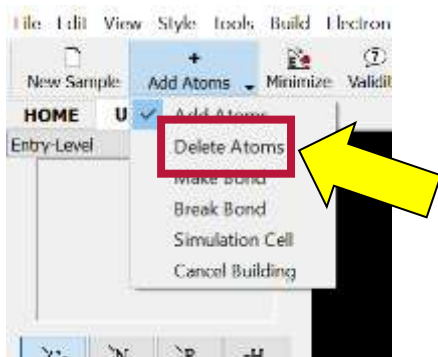 File Edit View Style Tools Build Electron
New Sample Add Atoms Minimize Validit
HOME U
Add Atoms
Entry-Level
Delete Atoms
Make Bond
Break Bond
Simulation Cell
Cancel Building
N